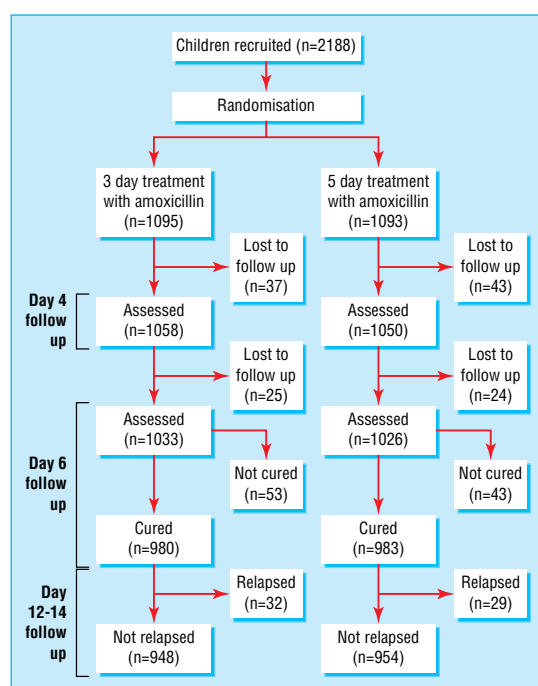 Children recruited (n=2188)
Randomisation
3 day treatment
with amoxicillin
(n=1095)
5 day treatment
with amoxicillin
(n=1093)
Lost to
follow up
(n=37)
Lost to
follow up
(n=43)
Day 4
follow
up
Assessed
(n=1058)
Assessed
(n=1050)
Lost to
follow up
(n=25)
Lost to
follow up
(n=24)
Day 6
follow
up
Assessed
(n=1033)
Assessed
(n=1026)
Not cured
(n=53)
Not cured
(n=43)
Cured
(n=980)
Cured
(n=983)
Day
12-14
follow
up
Relapsed
(n=32)
Relapsed
(n=29)
Not relapsed
(n=948)
Not relapsed
(n=954)